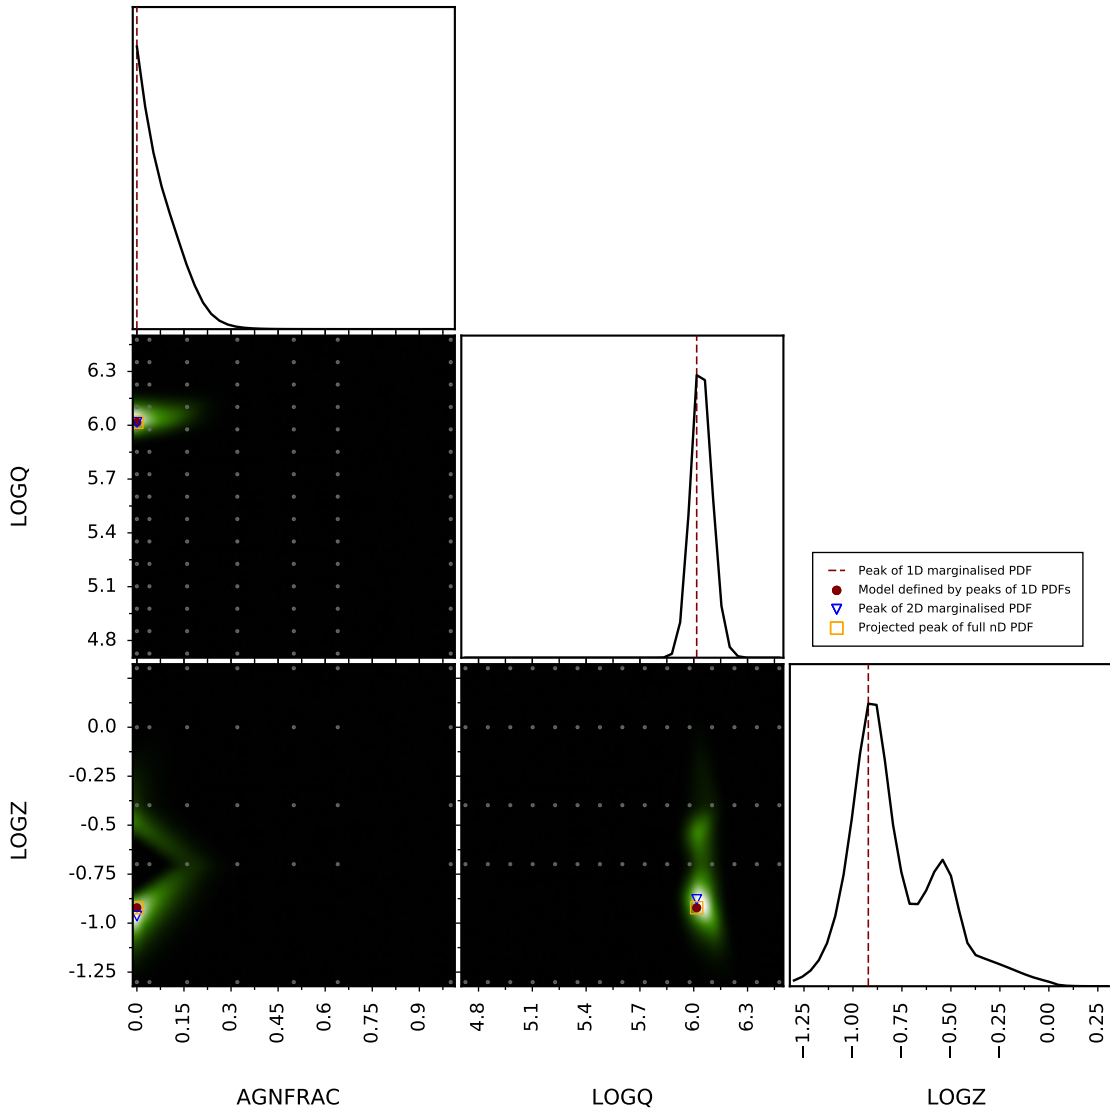 6.3
6.0
5.7
5.4
5.1
4.8
LOGQ
Peak of 1D marginalised PDF
Model defined by peaks of 1D PDFs
Peak of 2D marginalised PDF
Projected peak of full nD PDF
0.0
-0.25
-0.5
-0.75
-1.0
-1.25
LOGZ
0.0 0.15 0.3 0.45 0.6 0.75 0.9
4.8 5.1 5.4 5.7 6.0 6.3
−1.25 −1.00 −0.75 −0.50 −0.25 0.00 0.25
AGNFRAC LOGQ LOGZ